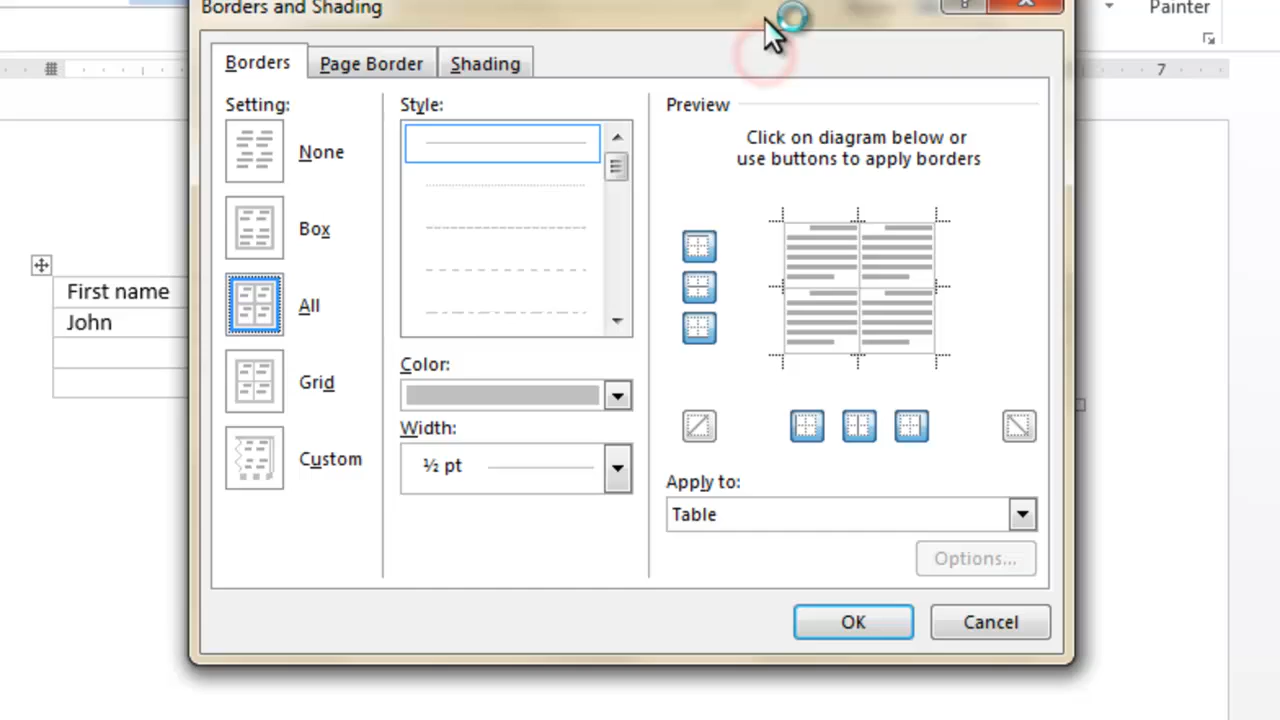 Borders and Shading
Painter
7
Borders
Page Border
Shading
Setting:
None
Box
All
Grid
Custom
Style:
Color:
Width:
½ pt
Preview
Click on diagram below or
use buttons to apply borders
Apply to:
Table
Options...
OK
Cancel
First name
John